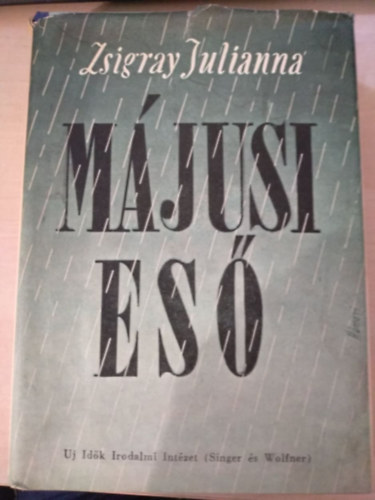 Zsigray Julianna
MÁJUSI
ESŐ
Uj Idők Irodalmi Intézet (Singer és Wolfner)